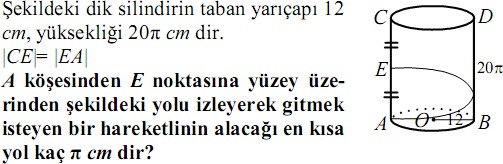 Şekildeki dik silindirin taban yarıçapı 12
cm, yüksekliği 20π cm dir.
|CE|= |EA|
A köşesinden E noktasına yüzey üze-
rinden şekildeki yolu izleyerek gitmek
isteyen bir hareketlinin alacağı en kısa
yol kaç π cm dir?
C
D
E
20π
A
O
12
B